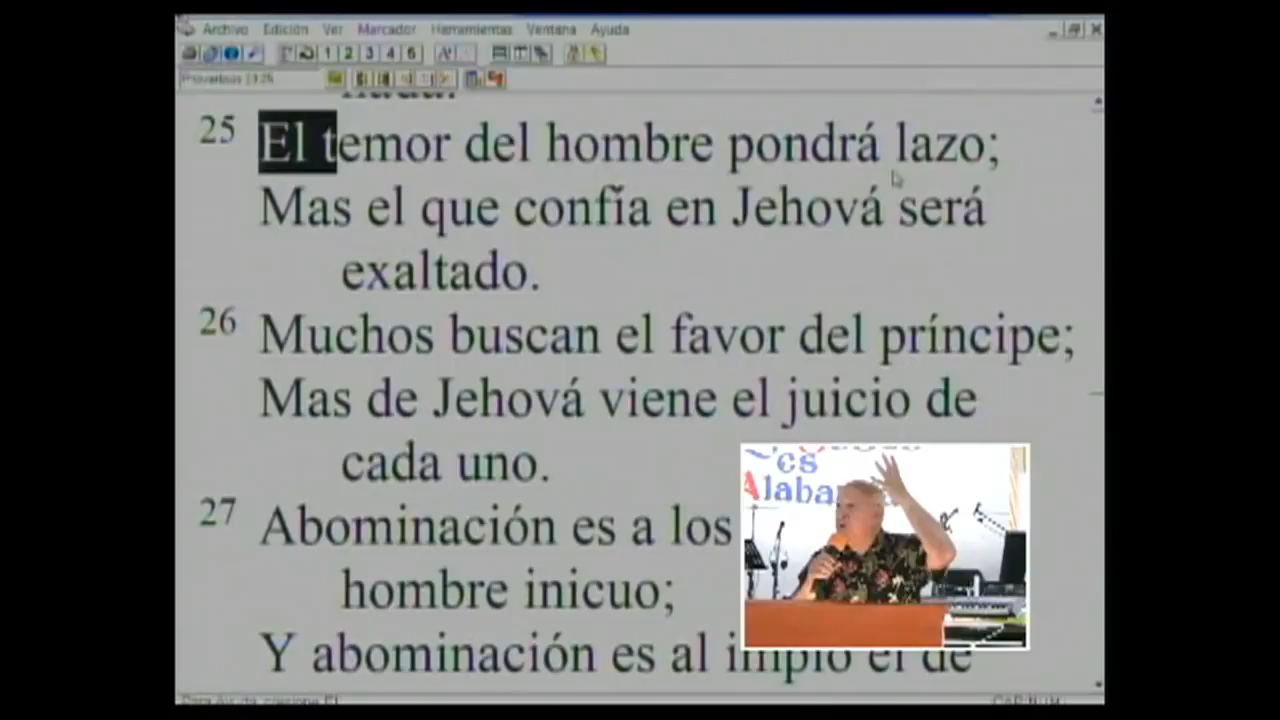 Archivo Edición Ver Marcador Herramientas Ventana Ayuda
1 2 3 4 5
25 El temor del hombre pondrá lazo;
Mas el que confía en Jehová será
exaltado.
26 Muchos buscan el favor del príncipe;
Mas de Jehová viene el juicio de
cada uno.
27 Abominación es a los
hombre inicuo;
Y abominación es al impío el de
es
Alaba